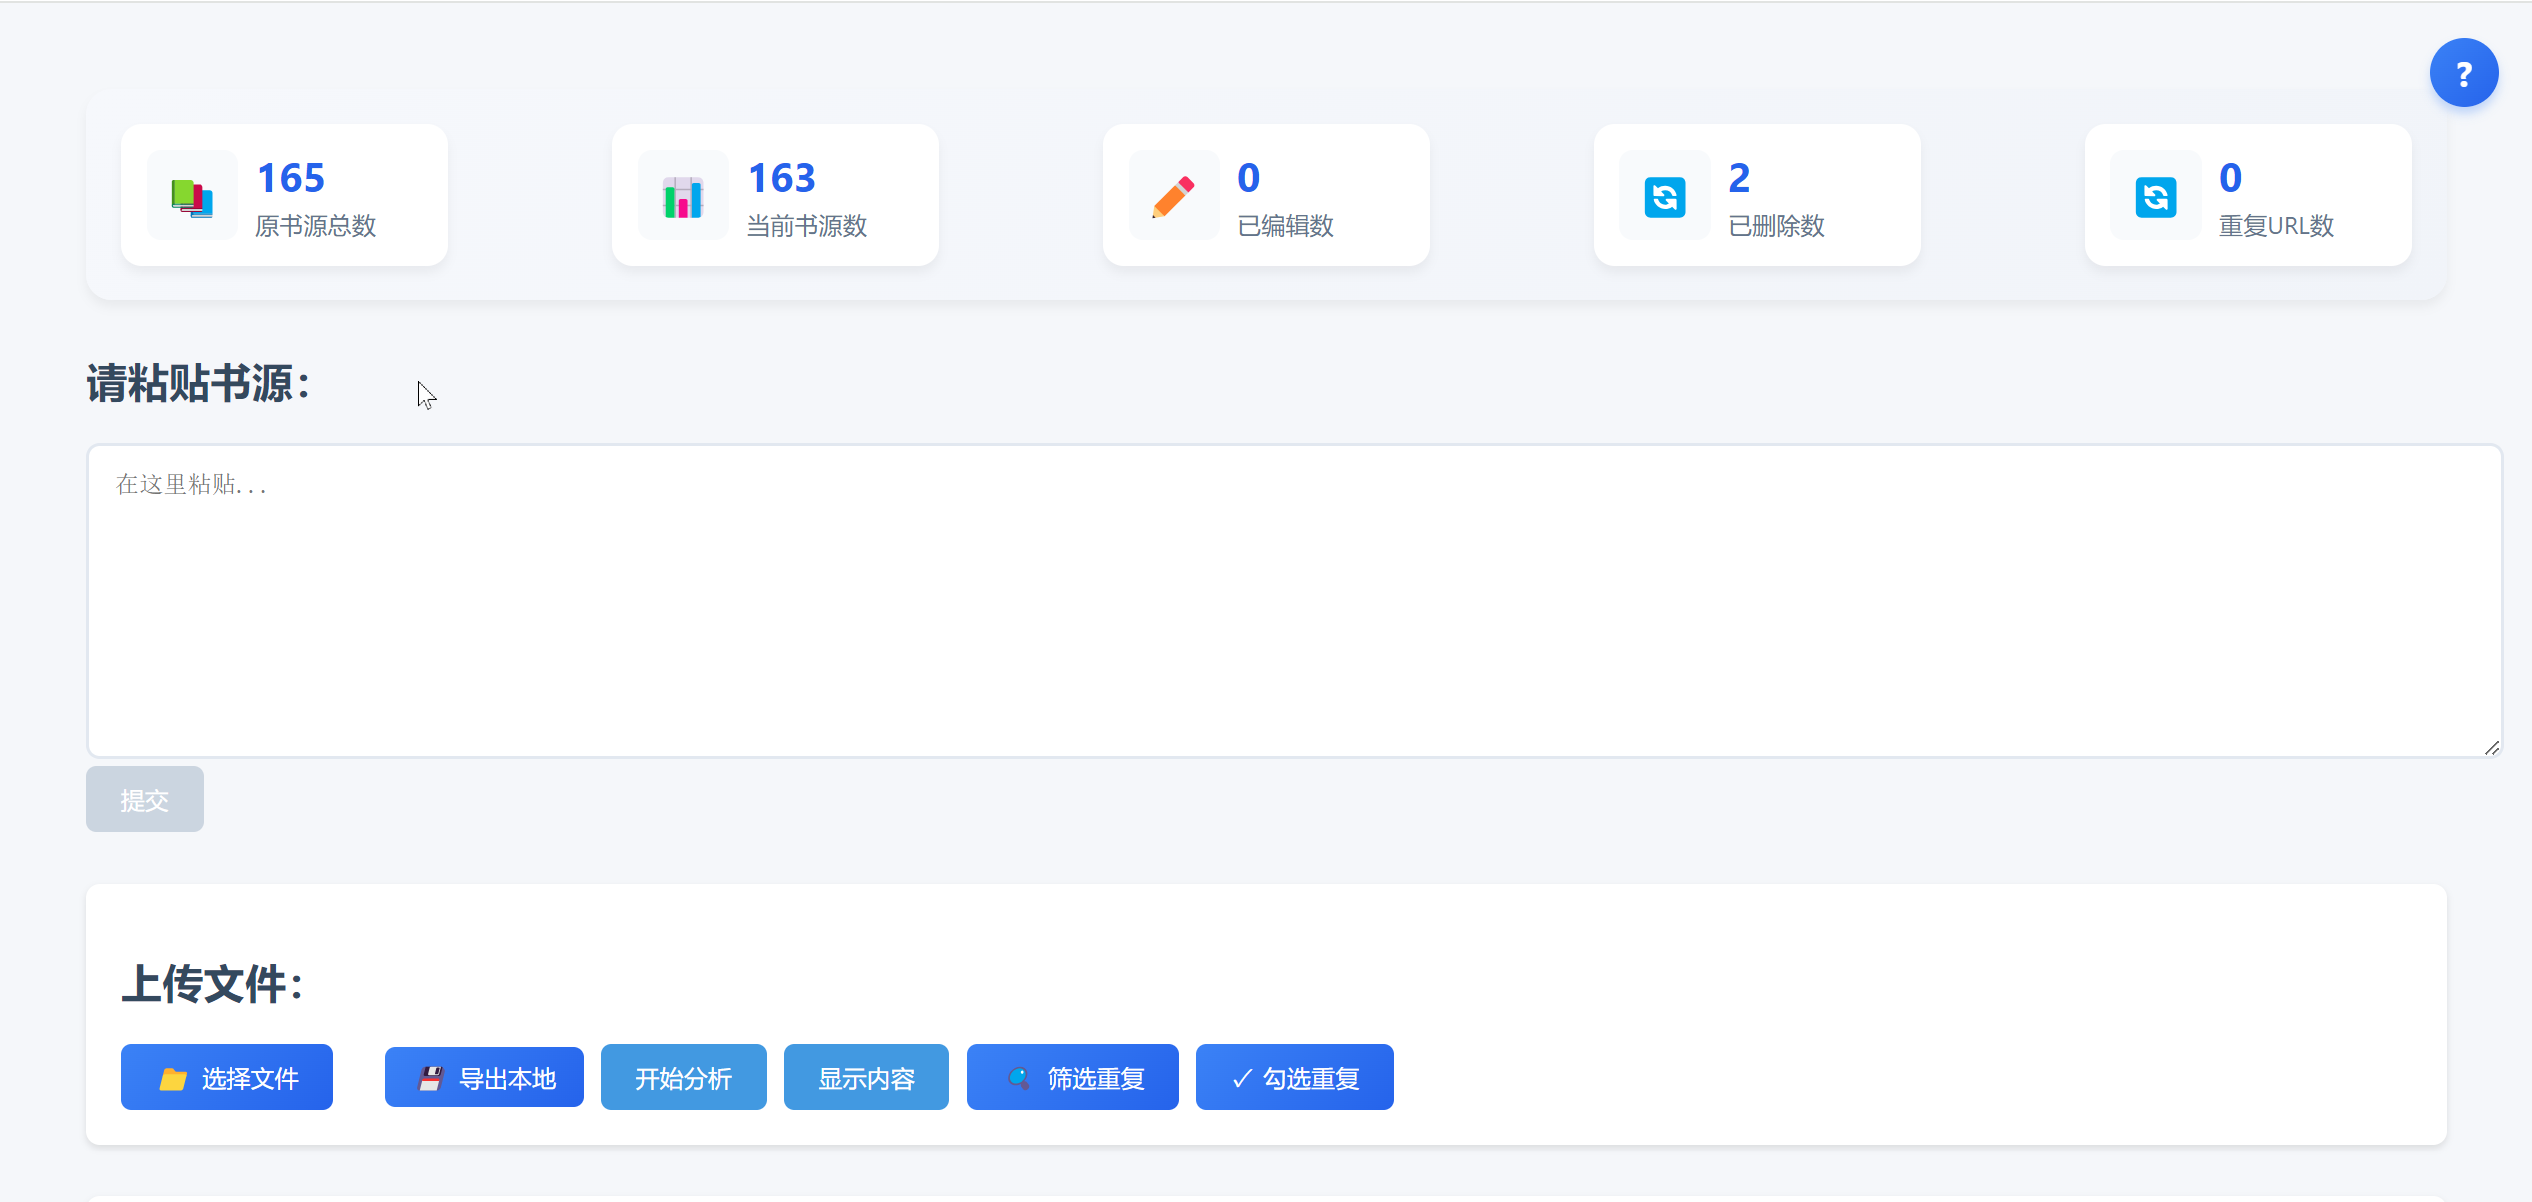 ?
165
原书源总数
163
当前书源数
0
已编辑数
2
已删除数
0
重复URL数
请粘贴书源：
在这里粘贴...
提交
上传文件：
选择文件
导出本地
开始分析
显示内容
筛选重复
✓ 勾选重复